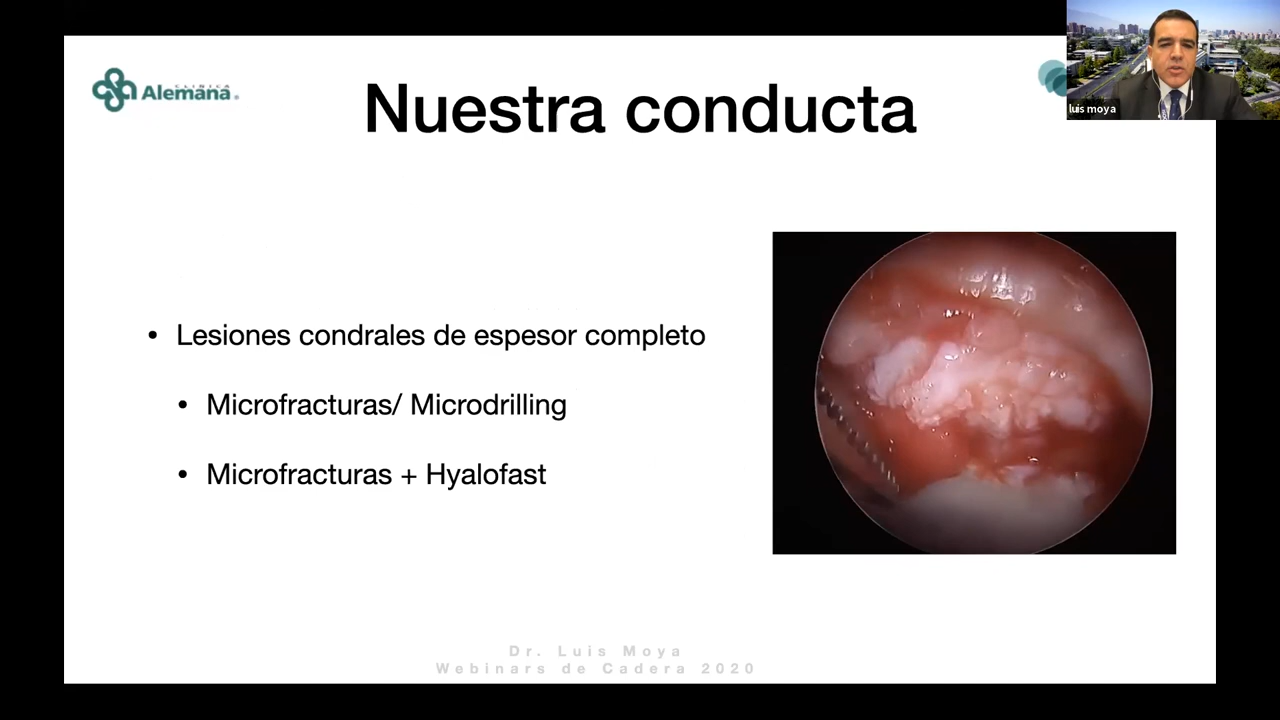 CLINICA
Alemana
Nuestra conducta
luis moya
• Lesiones condrales de espesor completo
• Microfracturas/ Microdrilling
• Microfracturas + Hyalofast
Dr. Luis Moya
Webinars de Cadera 2020